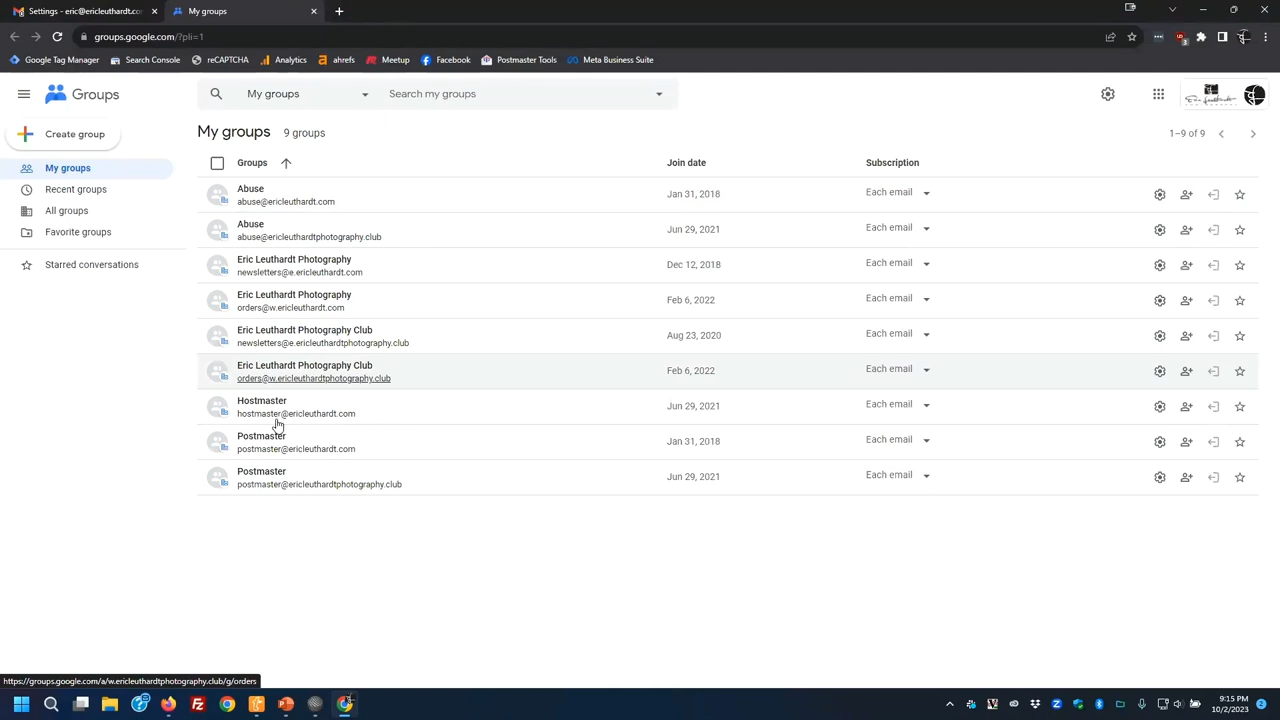 Settings - eric@ericleuthardt.co
My groups
groups.google.com/?pli=1
Google Tag Manager
Search Console
reCAPTCHA
Analytics
ahrefs
Meetup
Facebook
Postmaster Tools
Meta Business Suite
Groups
My groups
Search my groups
Create group
My groups
Recent groups
All groups
Favorite groups
Starred conversations
My groups 9 groups
1–9 of 9
Groups Join date Subscription
Abuse
abuse@ericleuthardt.com
Jan 31, 2018
Each email
Abuse
abuse@ericleuthardtphotography.club
Jun 29, 2021
Each email
Eric Leuthardt Photography
newsletters@e.ericleuthardt.com
Dec 12, 2018
Each email
Eric Leuthardt Photography
orders@w.ericleuthardt.com
Feb 6, 2022
Each email
Eric Leuthardt Photography Club
newsletters@e.ericleuthardtphotography.club
Aug 23, 2020
Each email
Eric Leuthardt Photography Club
orders@w.ericleuthardtphotography.club
Feb 6, 2022
Each email
Hostmaster
hostmaster@ericleuthardt.com
Jun 29, 2021
Each email
Postmaster
postmaster@ericleuthardt.com
Jan 31, 2018
Each email
Postmaster
postmaster@ericleuthardtphotography.club
Jun 29, 2021
Each email
https://groups.google.com/a/w.ericleuthardtphotography.club/g/orders
9:15 PM
10/2/2023